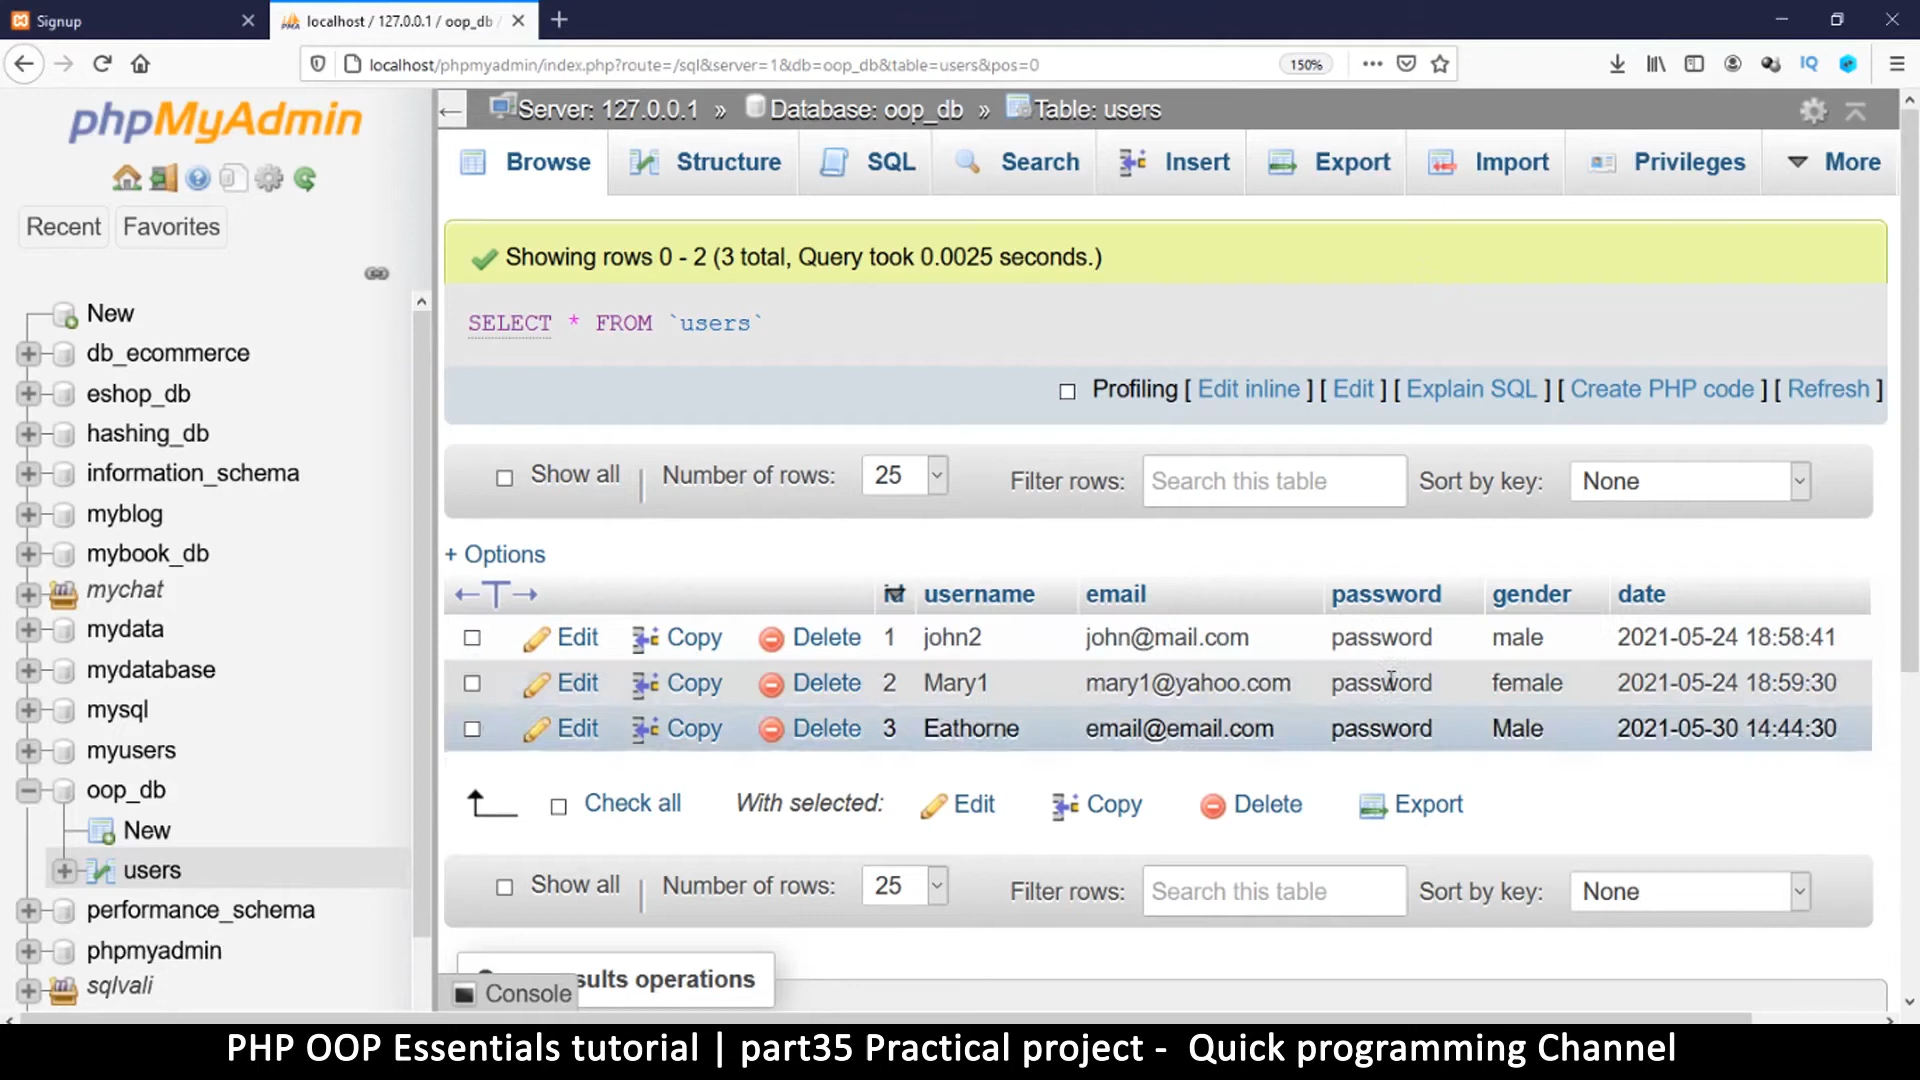 Signup
localhost / 127.0.0.1 / oop_db /
localhost/phpmyadmin/index.php?route=/sql&server=1&db=oop_db&table=users&pos=0
150%
IQ
phpMyAdmin
Recent
Favorites
New
db_ecommerce
eshop_db
hashing_db
information_schema
myblog
mybook_db
mychat
mydata
mydatabase
mysql
myusers
oop_db
New
users
performance_schema
phpmyadmin
sqlvali
Server: 127.0.0.1 » Database: oop_db » Table: users
Browse Structure SQL Search Insert Export Import Privileges More
Showing rows 0 - 2 (3 total, Query took 0.0025 seconds.)
SELECT * FROM `users`
Profiling [ Edit inline ] [ Edit ] [ Explain SQL ] [ Create PHP code ] [ Refresh ]
Show all Number of rows: 25 Filter rows: Search this table Sort by key: None
+ Options
←T→ id username email password gender date
Edit Copy Delete 1 john2 john@mail.com password male 2021-05-24 18:58:41
Edit Copy Delete 2 Mary1 mary1@yahoo.com password female 2021-05-24 18:59:30
Edit Copy Delete 3 Eathorne email@email.com password Male 2021-05-30 14:44:30
Check all With selected: Edit Copy Delete Export
Show all Number of rows: 25 Filter rows: Search this table Sort by key: None
sults operations
Console
PHP OOP Essentials tutorial | part35 Practical project - Quick programming Channel